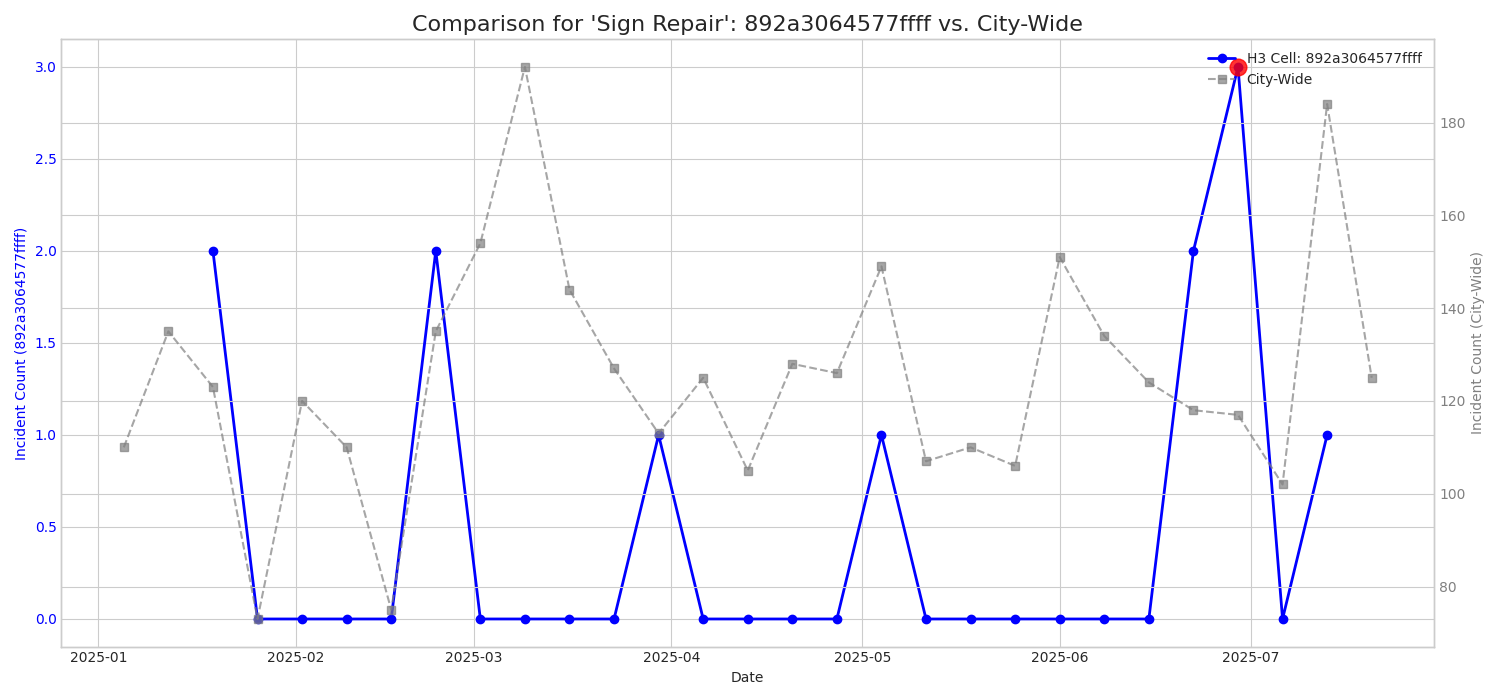 Comparison for 'Sign Repair': 892a3064577ffff vs. City-Wide
H3 Cell: 892a3064577ffff
City-Wide
Incident Count (892a3064577ffff)
3.0
2.5
2.0
1.5
1.0
0.5
0.0
180
160
140
120
100
80
Incident Count (City-Wide)
2025-01 2025-02 2025-03 2025-04 2025-05 2025-06 2025-07
Date